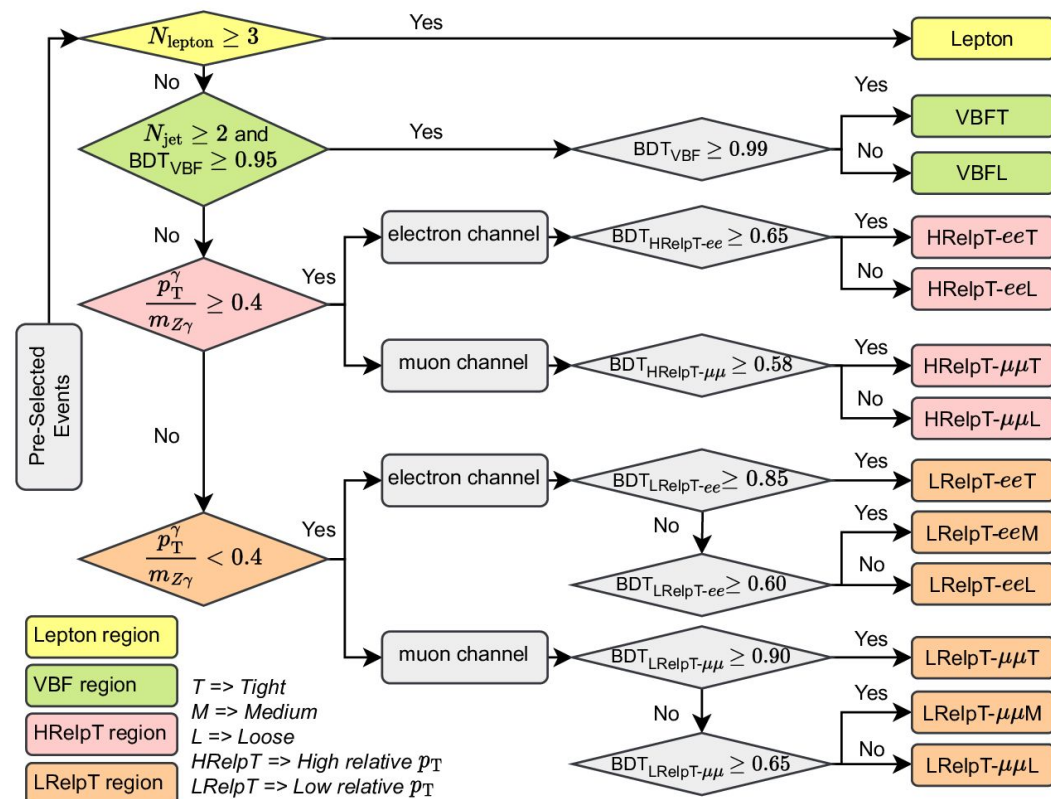 N_lepton ≥ 3
Yes
Lepton
No
N_jet ≥ 2 and
BDT_VBF ≥ 0.95
Yes
BDT_VBF ≥ 0.99
Yes
VBFT
No
VBFL
No
p_T^γ / m_Zγ ≥ 0.4
Yes
electron channel
BDT_HRelpT-ee ≥ 0.65
Yes
HRelpT-eeT
No
HRelpT-eeL
muon channel
BDT_HRelpT-μμ ≥ 0.58
Yes
HRelpT-μμT
No
HRelpT-μμL
Pre-Selected
Events
No
p_T^γ / m_Zγ < 0.4
Yes
electron channel
BDT_LRelpT-ee ≥ 0.85
Yes
LRelpT-eeT
No
BDT_LRelpT-ee ≥ 0.60
Yes
LRelpT-eeM
No
LRelpT-eeL
muon channel
BDT_LRelpT-μμ ≥ 0.90
Yes
LRelpT-μμT
No
BDT_LRelpT-μμ ≥ 0.65
Yes
LRelpT-μμM
No
LRelpT-μμL
Lepton region
VBF region
HRelpT region
LRelpT region
T => Tight
M => Medium
L => Loose
HRelpT => High relative p_T
LRelpT => Low relative p_T